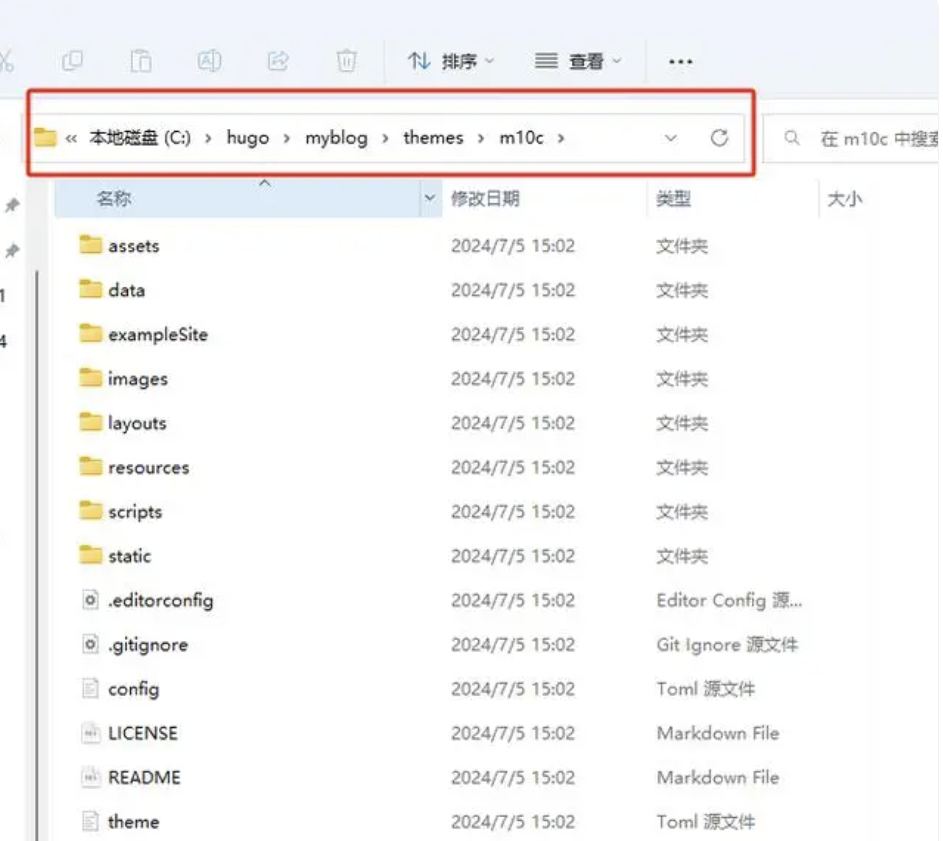 排序 查看
« 本地磁盘 (C:) › hugo › myblog › themes › m10c ›
在 m10c 中搜索
名称 修改日期 类型 大小
assets 2024/7/5 15:02 文件夹
data 2024/7/5 15:02 文件夹
1
exampleSite 2024/7/5 15:02 文件夹
4
images 2024/7/5 15:02 文件夹
layouts 2024/7/5 15:02 文件夹
resources 2024/7/5 15:02 文件夹
scripts 2024/7/5 15:02 文件夹
static 2024/7/5 15:02 文件夹
.editorconfig 2024/7/5 15:02 Editor Config 源...
.gitignore 2024/7/5 15:02 Git Ignore 源文件
config 2024/7/5 15:02 Toml 源文件
LICENSE 2024/7/5 15:02 Markdown File
README 2024/7/5 15:02 Markdown File
theme 2024/7/5 15:02 Toml 源文件